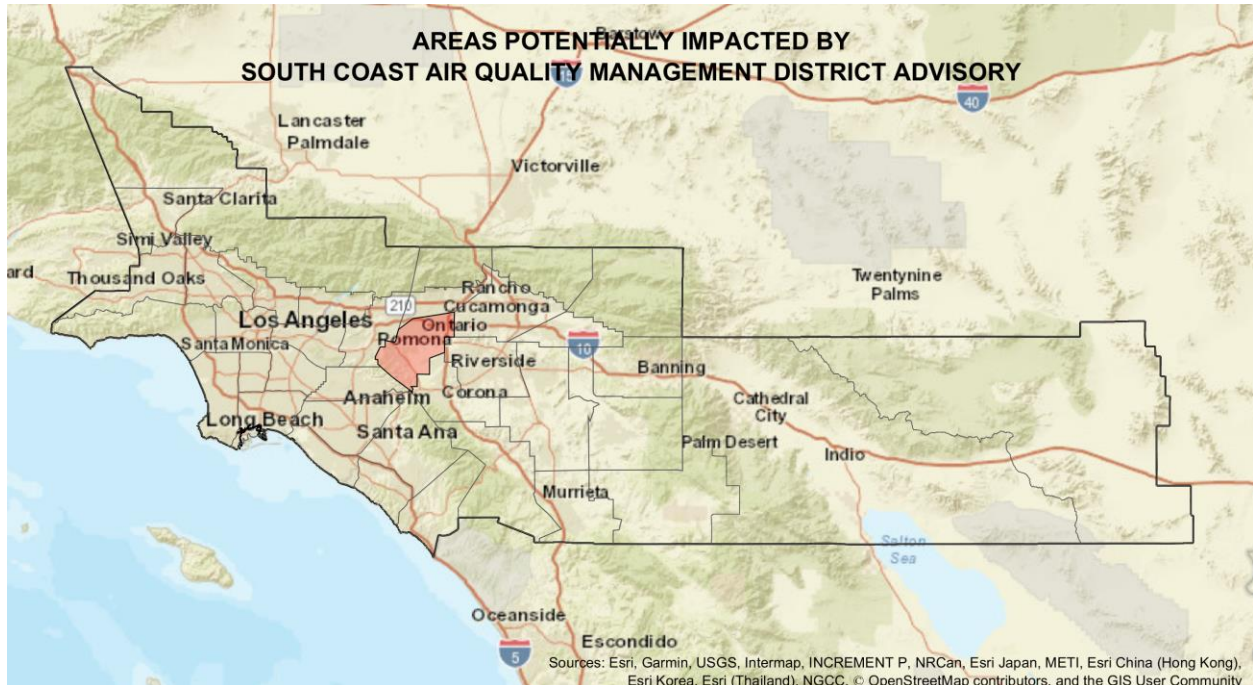 AREAS POTENTIALLY IMPACTED BY
SOUTH COAST AIR QUALITY MANAGEMENT DISTRICT ADVISORY
Barstow
15
40
Lancaster
Palmdale
Victorville
Santa Clarita
Simi Valley
ard
Thousand Oaks
Twentynine
Palms
Rancho
Cucamonga
210
Los Angeles
Ontario
Pomona
Santa Monica
10
Riverside
Banning
Anaheim
Corona
Cathedral
City
Long Beach
Santa Ana
Palm Desert
Indio
Murrieta
Salton
Sea
Oceanside
Escondido
5
Sources: Esri, Garmin, USGS, Intermap, INCREMENT P, NRCan, Esri Japan, METI, Esri China (Hong Kong),
Esri Korea, Esri (Thailand), NGCC, © OpenStreetMap contributors, and the GIS User Community